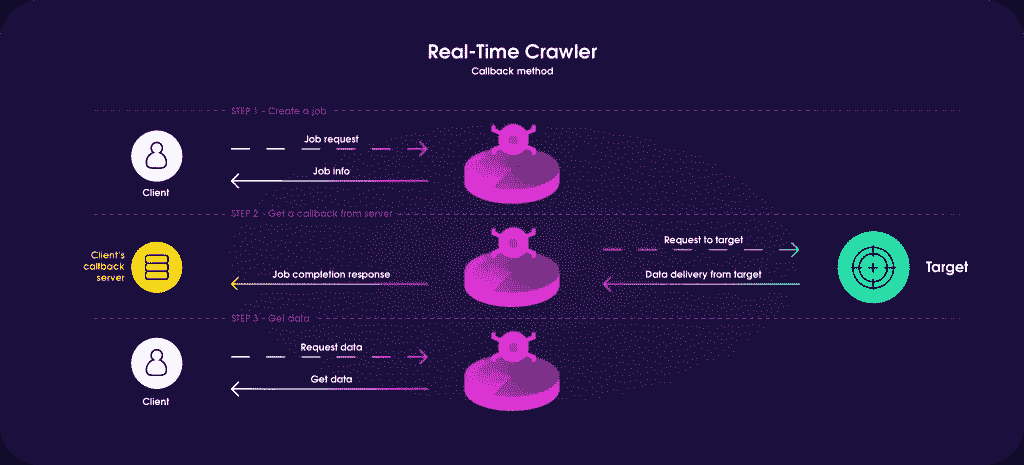 Real-Time Crawler
Callback method
STEP 1 - Create a job
Job request
Job info
Client
STEP 2 - Get a callback from server
Client's
callback
server
Request to target
Job completion response
Data delivery from target
Target
STEP 3 - Get data
Request data
Get data
Client